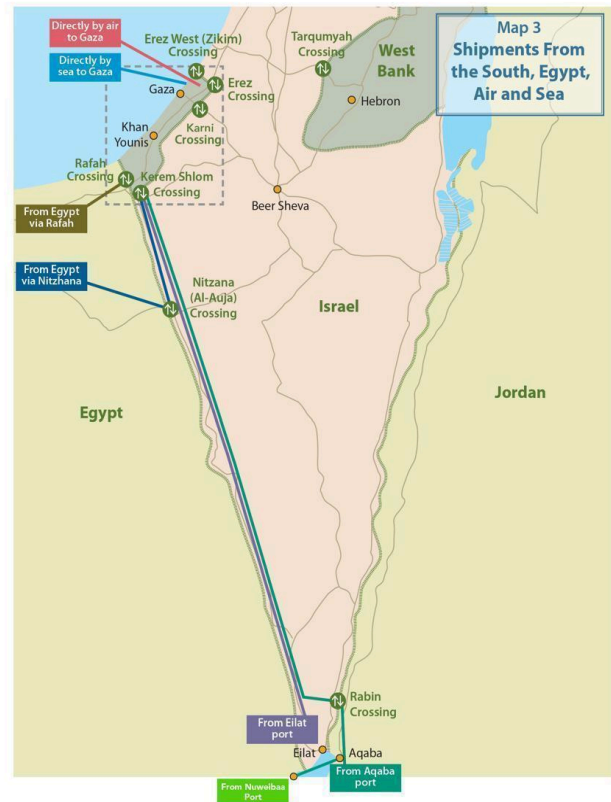 Map 3
Shipments From
the South, Egypt,
Air and Sea
Directly by air
to Gaza
Directly by
sea to Gaza
Erez West (Zikim)
Crossing
Tarqumyah
Crossing
West
Bank
Gaza
Erez
Crossing
Hebron
Karni
Crossing
Khan
Younis
Rafah
Crossing
Kerem Shlom
Crossing
Beer Sheva
From Egypt
via Rafah
From Egypt
via Nitzhana
Nitzana
(Al-Auja)
Crossing
Israel
Egypt
Jordan
Rabin
Crossing
From Eilat
port
Eilat
Aqaba
From Aqaba
port
From Nuweibaa
Port